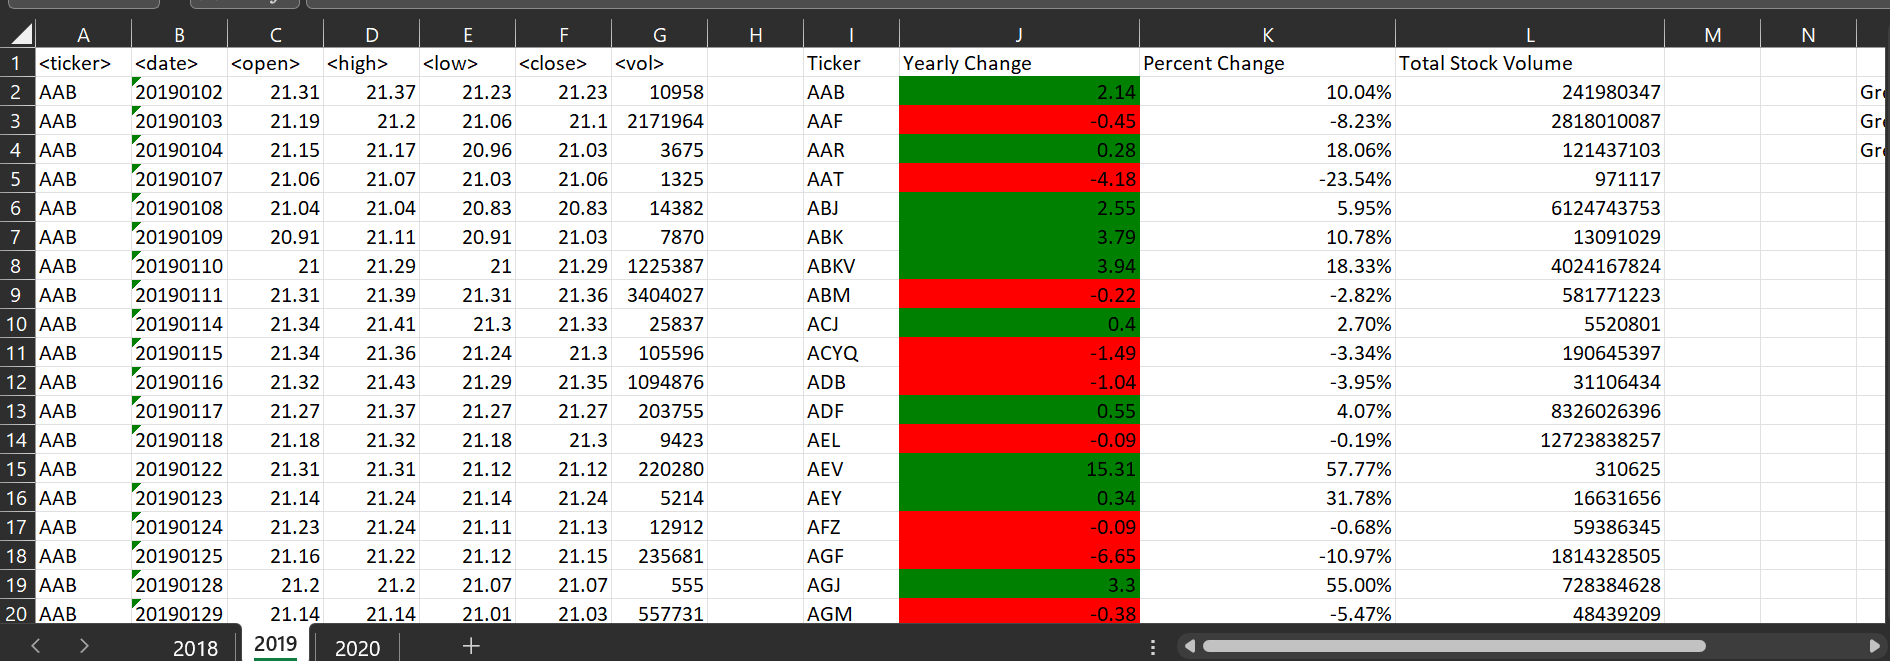 A B C D E F G H I J K L M N
1 <ticker> <date> <open> <high> <low> <close> <vol> Ticker Yearly Change Percent Change Total Stock Volume
2 AAB 20190102 21.31 21.37 21.23 21.23 10958 AAB 2.14 10.04% 241980347 Gre
3 AAB 20190103 21.19 21.2 21.06 21.1 2171964 AAF -0.45 -8.23% 2818010087 Gre
4 AAB 20190104 21.15 21.17 20.96 21.03 3675 AAR 0.28 18.06% 121437103 Gre
5 AAB 20190107 21.06 21.07 21.03 21.06 1325 AAT -4.18 -23.54% 971117
6 AAB 20190108 21.04 21.04 20.83 20.83 14382 ABJ 2.55 5.95% 6124743753
7 AAB 20190109 20.91 21.11 20.91 21.03 7870 ABK 3.79 10.78% 13091029
8 AAB 20190110 21 21.29 21 21.29 1225387 ABKV 3.94 18.33% 4024167824
9 AAB 20190111 21.31 21.39 21.31 21.36 3404027 ABM -0.22 -2.82% 581771223
10 AAB 20190114 21.34 21.41 21.3 21.33 25837 ACJ 0.4 2.70% 5520801
11 AAB 20190115 21.34 21.36 21.24 21.3 105596 ACYQ -1.49 -3.34% 190645397
12 AAB 20190116 21.32 21.43 21.29 21.35 1094876 ADB -1.04 -3.95% 31106434
13 AAB 20190117 21.27 21.37 21.27 21.27 203755 ADF 0.55 4.07% 8326026396
14 AAB 20190118 21.18 21.32 21.18 21.3 9423 AEL -0.09 -0.19% 12723838257
15 AAB 20190122 21.31 21.31 21.12 21.12 220280 AEV 15.31 57.77% 310625
16 AAB 20190123 21.14 21.24 21.14 21.24 5214 AEY 0.34 31.78% 16631656
17 AAB 20190124 21.23 21.24 21.11 21.13 12912 AFZ -0.09 -0.68% 59386345
18 AAB 20190125 21.16 21.22 21.12 21.15 235681 AGF -6.65 -10.97% 1814328505
19 AAB 20190128 21.2 21.2 21.07 21.07 555 AGJ 3.3 55.00% 728384628
20 AAB 20190129 21.14 21.14 21.01 21.03 557731 AGM -0.38 -5.47% 48439209
2018 2019 2020